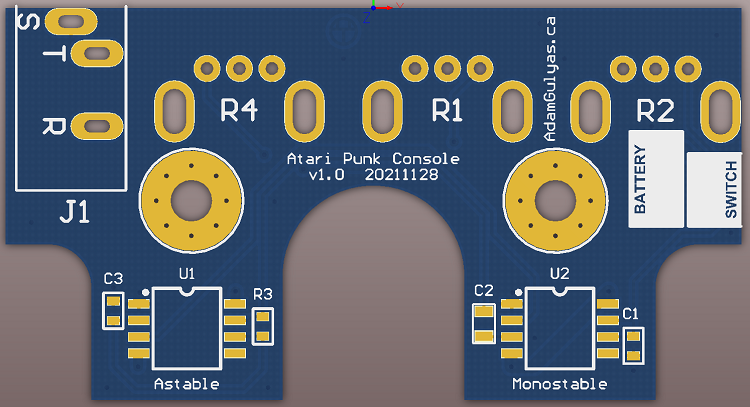 S
T
R
J1
R4
R1
R2
AdamGulyas.ca
Atari Punk Console
v1.0 20211128
BATTERY
SWITCH
C3
U1
R3
C2
U2
C1
Astable
Monostable
X
Z